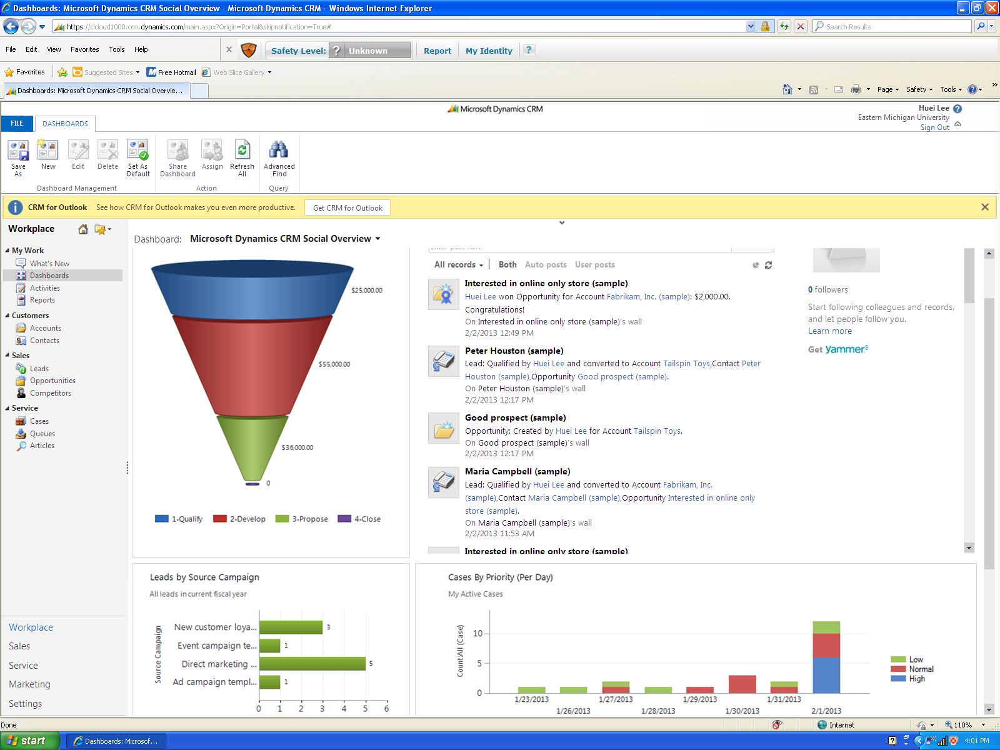 Dashboards: Microsoft Dynamics CRM Social Overview - Microsoft Dynamics CRM - Windows Internet Explorer
https://clcloud1000.crm.dynamics.com/main.aspx?Origin=Portal&skipnotification=True#
Search Results
File Edit View Favorites Tools Help
Safety Level: ? Unknown
Report
My Identity
?
Favorites
Suggested Sites
Free Hotmail
Web Slice Gallery
Dashboards: Microsoft Dynamics CRM Social Overvie...
Page Safety Tools
Microsoft Dynamics CRM
Huei Lee
Eastern Michigan University
Sign Out
FILE
DASHBOARDS
Save As
New
Edit
Delete
Set As Default
Share Dashboard
Assign
Refresh All
Advanced Find
Dashboard Management
Action
Query
CRM for Outlook See how CRM for Outlook makes you even more productive. Get CRM for Outlook
Workplace
My Work
What's New
Dashboards
Activities
Reports
Customers
Accounts
Contacts
Sales
Leads
Opportunities
Competitors
Service
Cases
Queues
Articles
Workplace
Sales
Service
Marketing
Settings
Dashboard: Microsoft Dynamics CRM Social Overview
$25,000.00
$55,000.00
$36,000.00
0
1-Qualify 2-Develop 3-Propose 4-Close
Enter post here
All records Both Auto posts User posts
Interested in online only store (sample)
Huei Lee won Opportunity for Account Fabrikam, Inc. (sample): $2,000.00.
Congratulations!
On Interested in online only store (sample)'s wall
2/2/2013 12:49 PM
Peter Houston (sample)
Lead: Qualified by Huei Lee and converted to Account Tailspin Toys,Contact Peter
Houston (sample),Opportunity Good prospect (sample).
On Peter Houston (sample)'s wall
2/2/2013 12:17 PM
Good prospect (sample)
Opportunity: Created by Huei Lee for Account Tailspin Toys.
On Good prospect (sample)'s wall
2/2/2013 12:17 PM
Maria Campbell (sample)
Lead: Qualified by Huei Lee and converted to Account Fabrikam, Inc.
(sample),Contact Maria Campbell (sample),Opportunity Interested in online only
store (sample).
On Maria Campbell (sample)'s wall
2/2/2013 11:53 AM
Interested in online only store (sample)
0 followers
Start following colleagues and records,
and let people follow you.
Learn more
Get yammer
Leads by Source Campaign
All leads in current fiscal year
Source Campaign
New customer loya... 3
Event campaign te... 1
Direct marketing ... 5
Ad campaign templ... 1
0 1 2 3 4 5 6
Cases By Priority (Per Day)
My Active Cases
Count:All (Case)
10
5
0
1/23/2013 1/27/2013 1/29/2013 1/31/2013
1/26/2013 1/28/2013 1/30/2013 2/1/2013
Low
Normal
High
Done
Internet
110%
start
Dashboards: Microsof...
4:01 PM